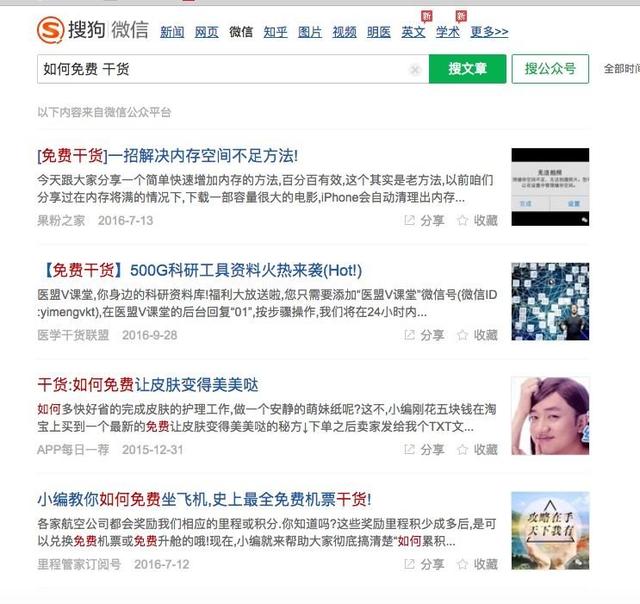 搜狗 微信 新闻 网页 微信 知乎 图片 视频 明医 英文 学术 更多>>
新 新
如何免费 干货 搜文章 搜公众号 全部时间
以下内容来自微信公众平台
[免费干货]一招解决内存空间不足方法!
今天跟大家分享一个简单快速增加内存的方法,百分百有效,这个其实是老方法,以前咱们
分享过在内存将满的情况下,下载一部容量很大的电影,iPhone会自动清理出内存...
果粉之家 2016-7-13 分享 收藏
无法拍照
完成 设置
【免费干货】500G科研工具资料火热来袭(Hot!)
医盟V课堂,你身边的科研资料库!福利大放送啦,您只需要添加“医盟V课堂”微信号(微信ID
:yimengvkt),在医盟V课堂的后台回复“01”,按步骤操作,我们将在24小时内...
医学干货联盟 2016-9-28 分享 收藏
干货:如何免费让皮肤变得美美哒
如何多快好省的完成皮肤的护理工作,做一个安静的萌妹纸呢?这不,小编刚花五块钱在淘
宝上买到一个最新的免费让皮肤变得美美哒的秘方↓下单之后卖家发给我个TXT文...
APP每日一荐 2015-12-31 分享 收藏
小编教你如何免费坐飞机,史上最全免费机票干货!
各家航空公司都会奖励我们相应的里程或积分.你知道吗?这些奖励里程积少成多后,是可
以兑换免费机票或免费升舱的哦!现在,小编就来帮助大家彻底搞清楚“如何累积...
里程管家订阅号 2016-7-12 分享 收藏
攻略在手
天下我有